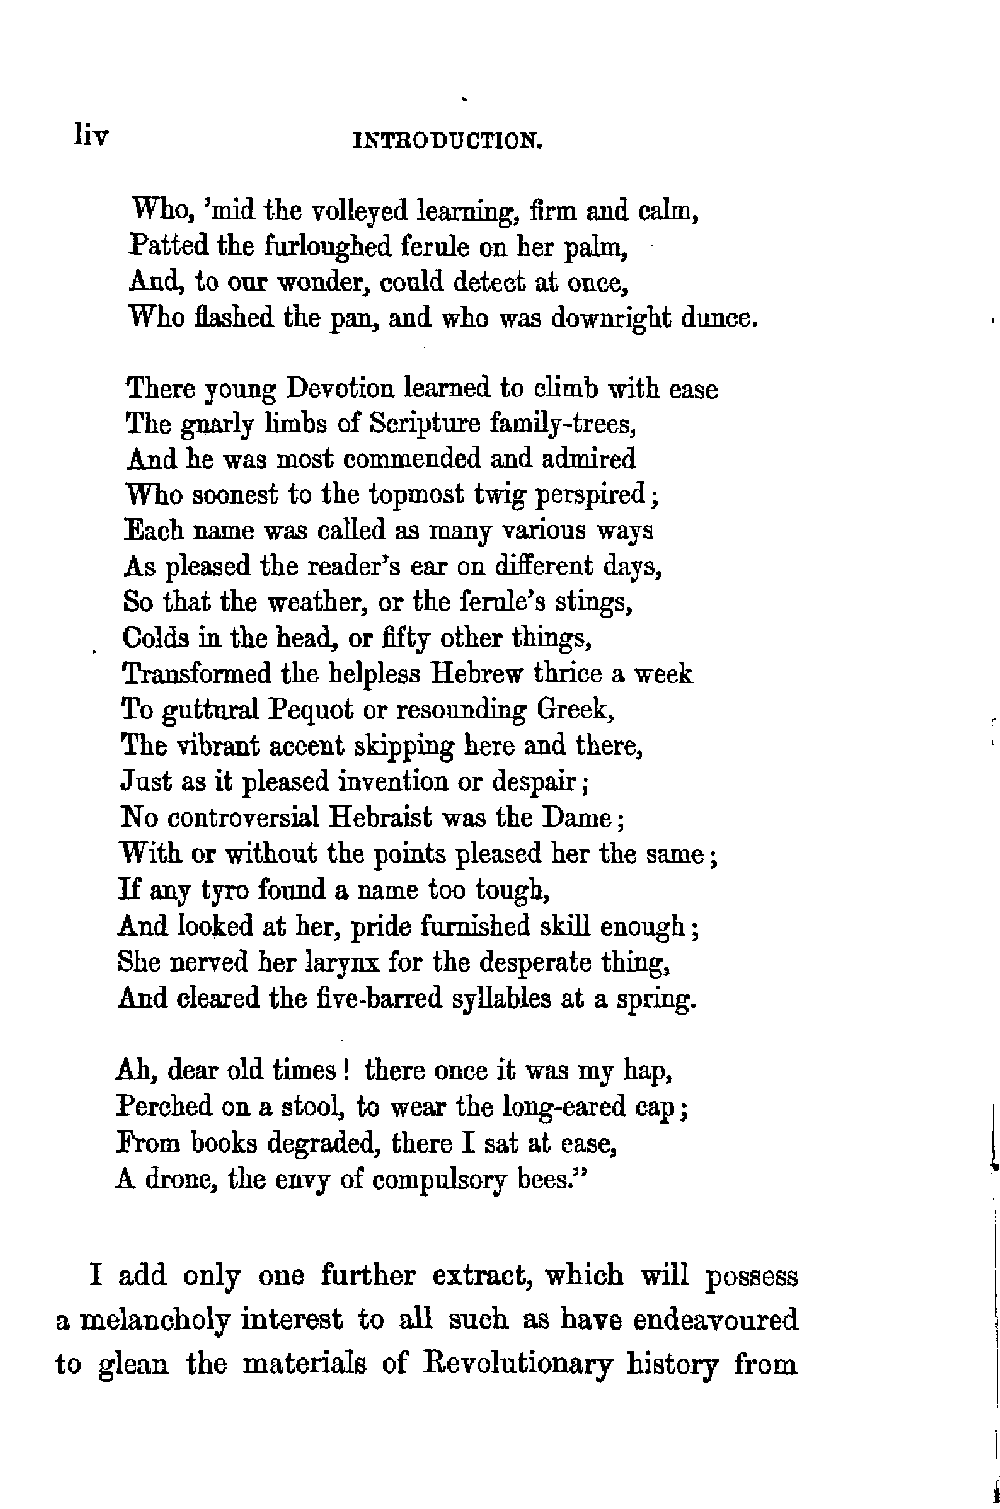 liv
INTRODUCTION.
Who, 'mid the volleyed learning, firm and calm,
Patted the furloughed ferule on her palm,
And, to our wonder, could detect at once,
Who flashed the pan, and who was downright dunce.
There young Devotion learned to climb with ease
The gnarly limbs of Scripture family-trees,
And he was most commended and admired
Who soonest to the topmost twig perspired;
Each name was called as many various ways
As pleased the reader's ear on different days,
So that the weather, or the ferule's stings,
Colds in the head, or fifty other things,
Transformed the helpless Hebrew thrice a week
To guttural Pequot or resounding Greek,
The vibrant accent skipping here and there,
Just as it pleased invention or despair;
No controversial Hebraist was the Dame;
With or without the points pleased her the same;
If any tyro found a name too tough,
And looked at her, pride furnished skill enough;
She nerved her larynx for the desperate thing,
And cleared the five-barred syllables at a spring.
Ah, dear old times! there once it was my hap,
Perched on a stool, to wear the long-eared cap;
From books degraded, there I sat at ease,
A drone, the envy of compulsory bees."
I add only one further extract, which will possess
a melancholy interest to all such as have endeavoured
to glean the materials of Revolutionary history from